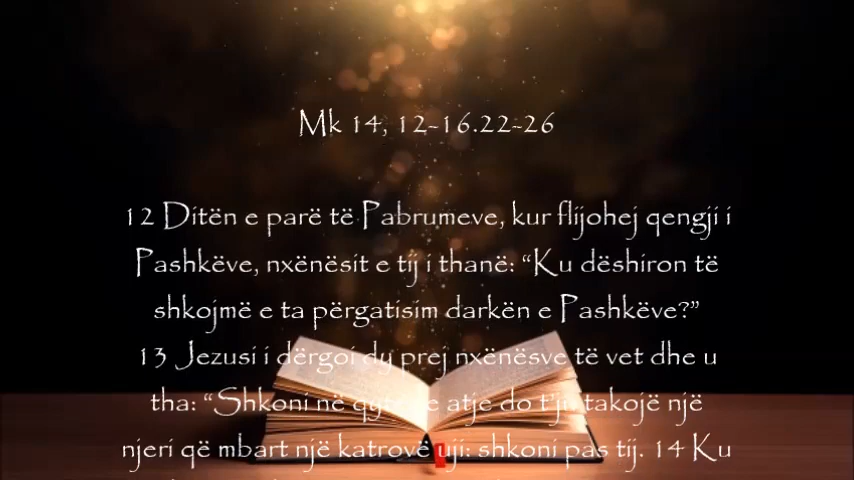 Mk 14, 12-16.22-26
12 Ditën e parë të Pabrumeve, kur flijohej qengji i
Pashkëve, nxënësit e tij i thanë: “Ku dëshiron të
shkojmë e ta përgatisim darkën e Pashkëve?”
13 Jezusi i dërgoi dy prej nxënësve të vet dhe u
tha: “Shkoni në qytet e atje do t’ju takojë një
njeri që mbart një katrovë uji: shkoni pas tij. 14 Ku